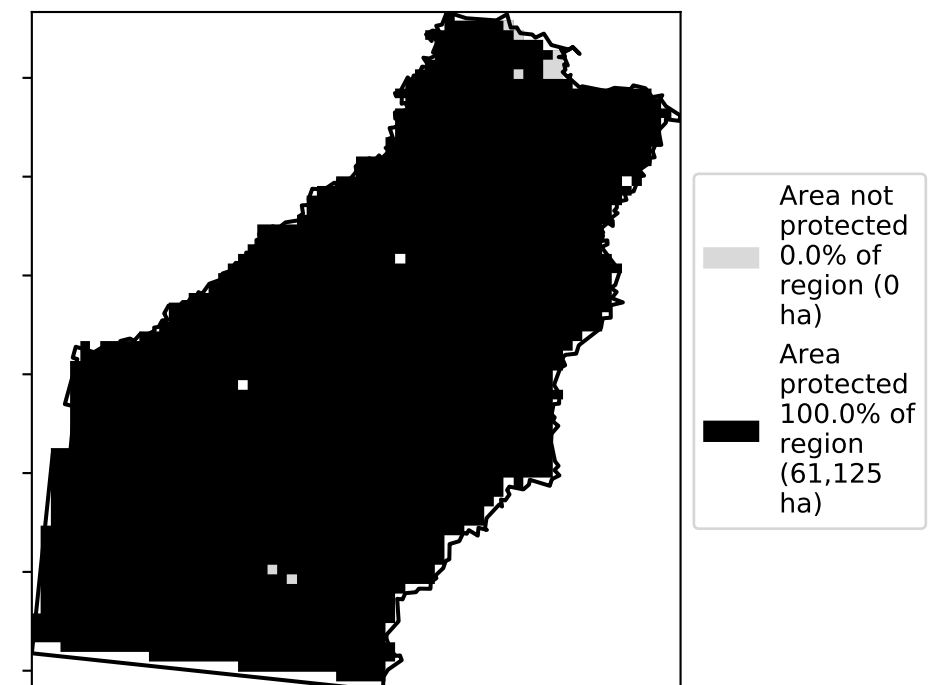 Area not
protected
0.0% of
region (0
ha)
Area
protected
100.0% of
region
(61,125
ha)